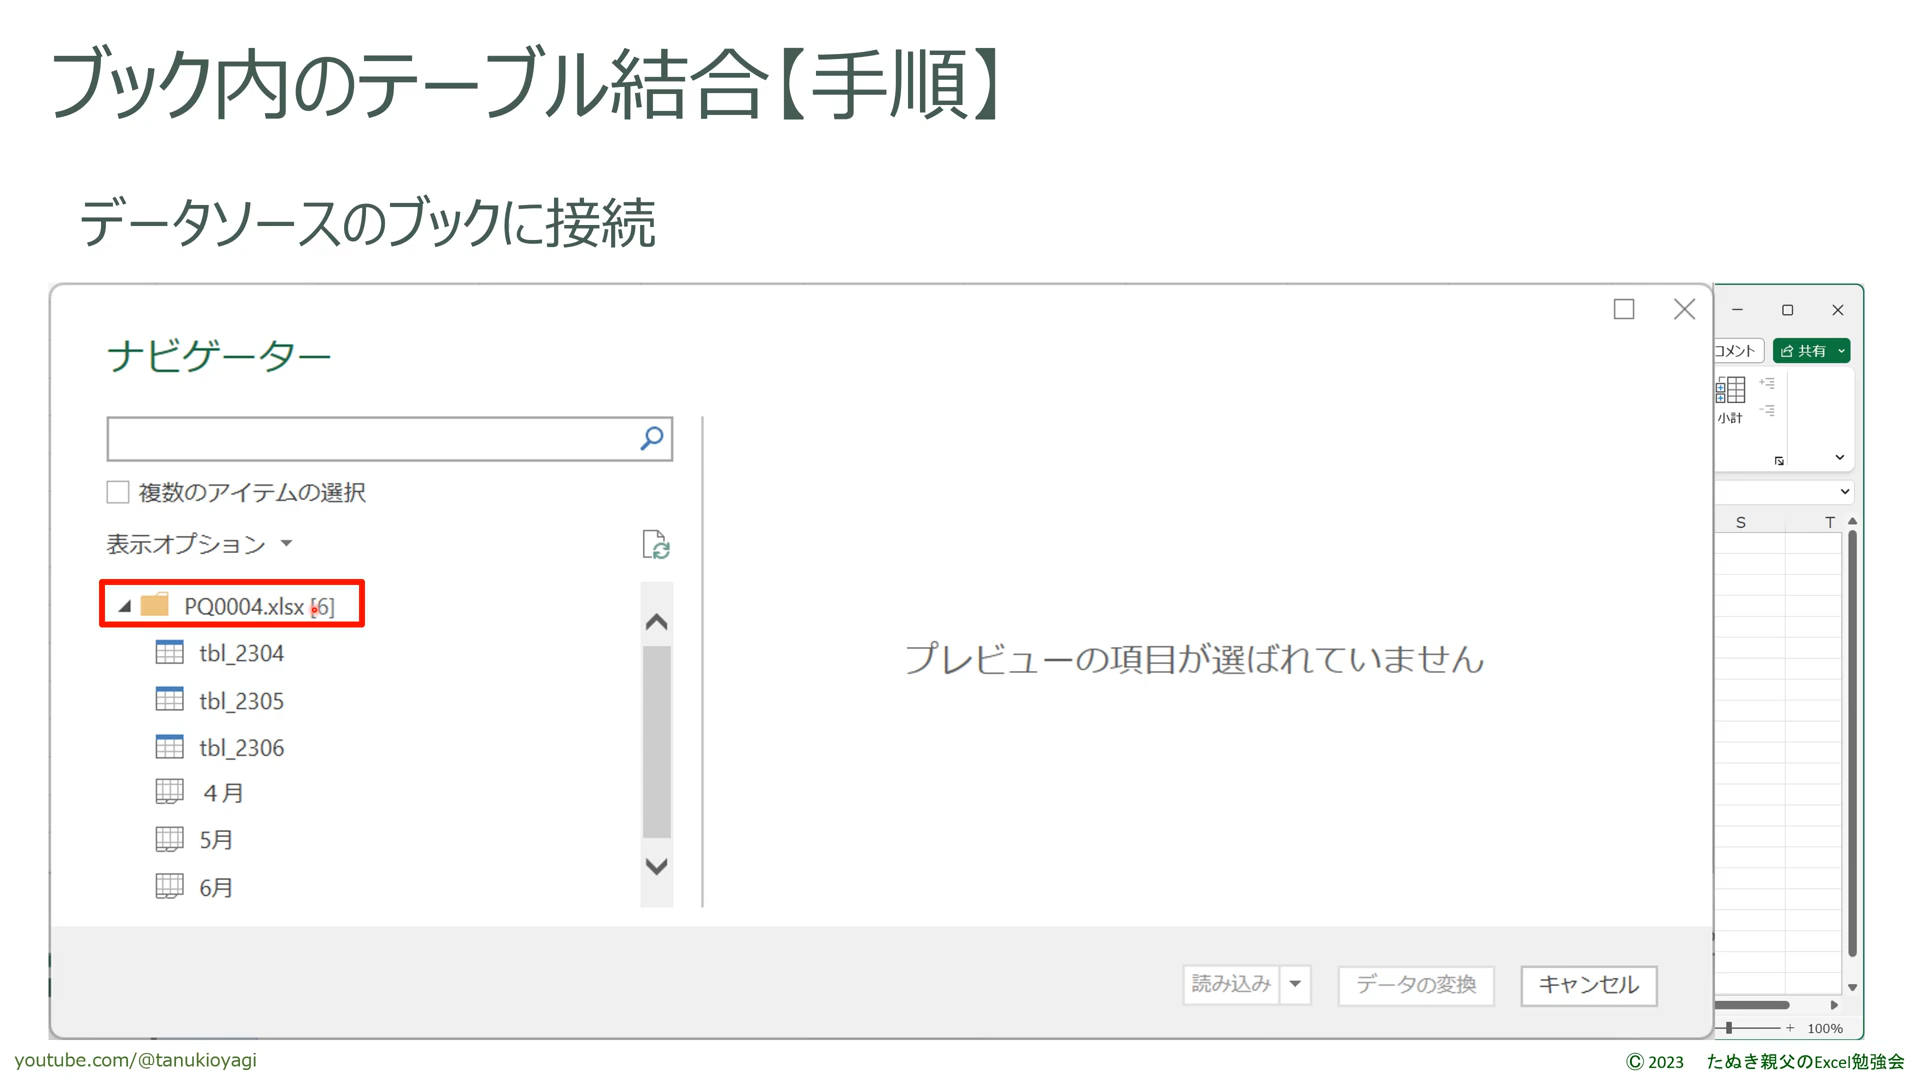 ブック内のテーブル結合【手順】
データソースのブックに接続
ナビゲーター
コメント
共有
小計
複数のアイテムの選択
表示オプション
S T
PQ0004.xlsx [6]
tbl_2304
tbl_2305
tbl_2306
４月
5月
6月
プレビューの項目が選ばれていません
読み込み
データの変換
キャンセル
100%
youtube.com/@tanukioyagi
© 2023 たぬき親父のExcel勉強会